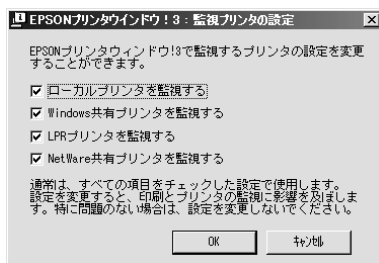 EPSONプリンタウインドウ!3:監視プリンタの設定
EPSONプリンタウィンドウ!3で監視するプリンタの設定を変更
することができます。
ローカルプリンタを監視する
Windows共有プリンタを監視する
LPRプリンタを監視する
NetWare共有プリンタを監視する
通常は、すべての項目をチェックした設定で使用します。
設定を変更すると、印刷とプリンタの監視に影響を及ぼしま
す。特に問題のない場合は、設定を変更しないでください。
OK
キャンセル